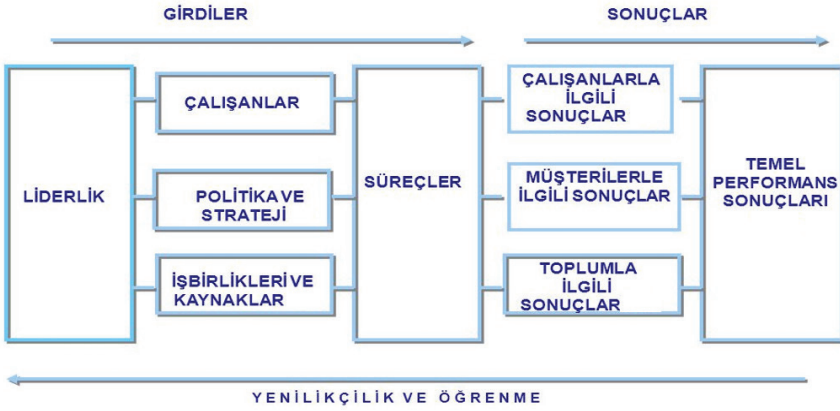 GİRDİLER
SONUÇLAR
LİDERLİK
ÇALIŞANLAR
POLİTIKA VE
STRATEJİ
İŞBİRLİKLERİ VE
KAYNAKLAR
SÜREÇLER
ÇALIŞANLARLA
İLGİLİ
SONUÇLAR
MÜŞTERİLERLE
İLGİLİ SONUÇLAR
TOPLUMLA
İLGİLİ
SONUÇLAR
TEMEL
PERFORMANS
SONUÇLARI
YENİLİKÇİLİK VE ÖĞRENME